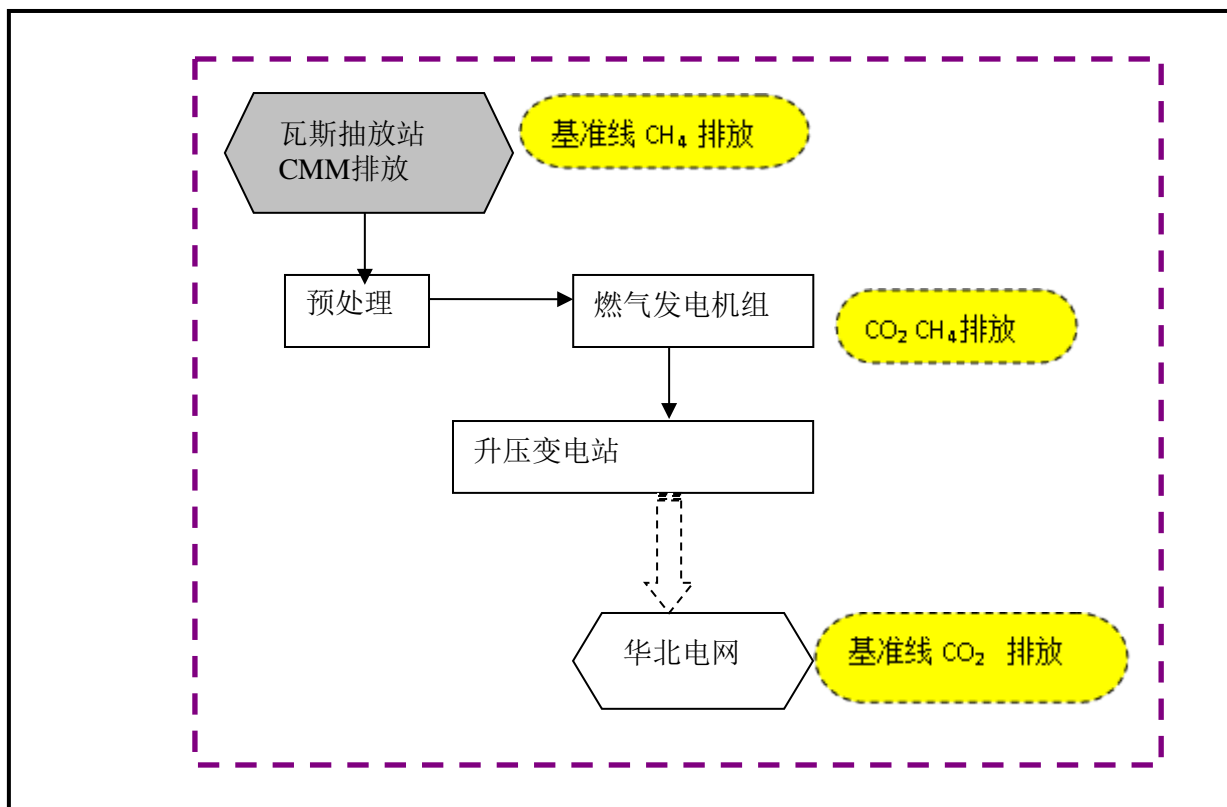 瓦斯抽放站
CMM排放
基准线 CH₄ 排放
预处理
燃气发电机组
CO₂ CH₄排放
升压变电站
华北电网
基准线 CO₂ 排放